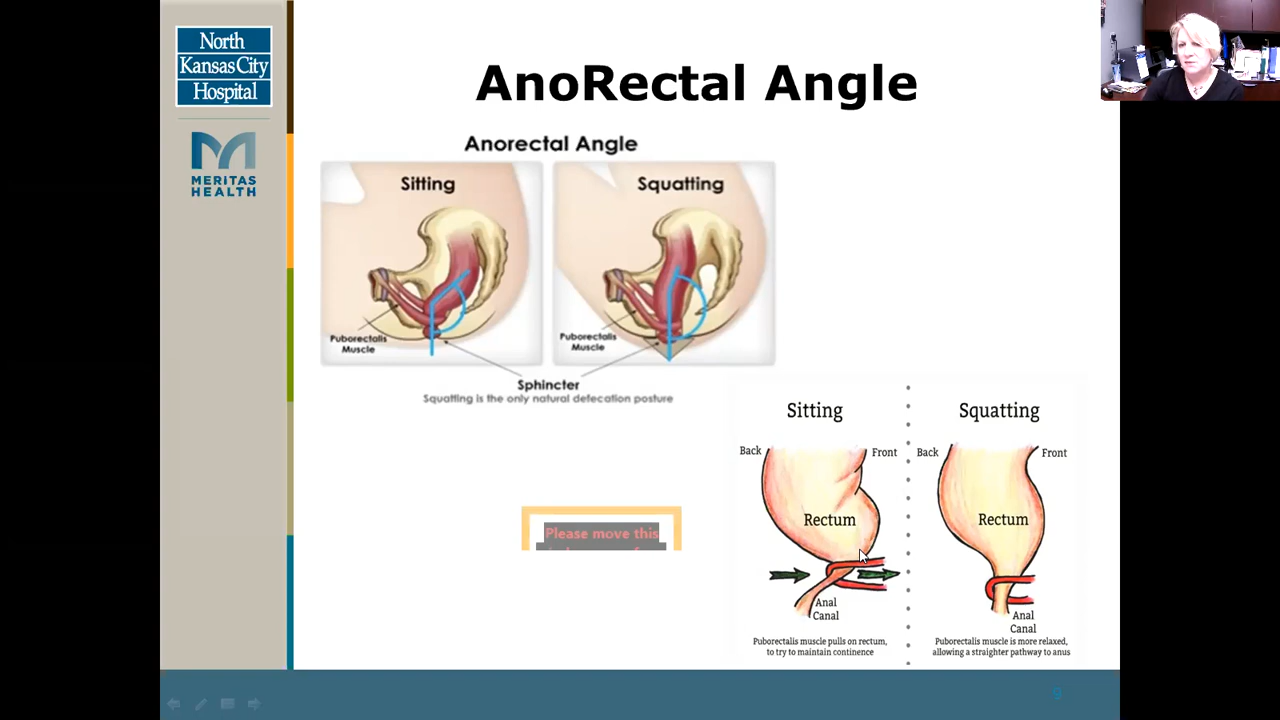 North
Kansas City
Hospital
MERITAS
HEALTH
AnoRectal Angle
Anorectal Angle
Sitting
Squatting
Puborectalis
Muscle
Puborectalis
Muscle
Sphincter
Squatting is the only natural defecation posture
Sitting
Squatting
Back
Front
Back
Front
Rectum
Rectum
Anal
Canal
Anal
Canal
Puborectalis muscle pulls on rectum,
to try to maintain continence
Puborectalis muscle is more relaxed,
allowing a straighter pathway to anus
Please move this
9